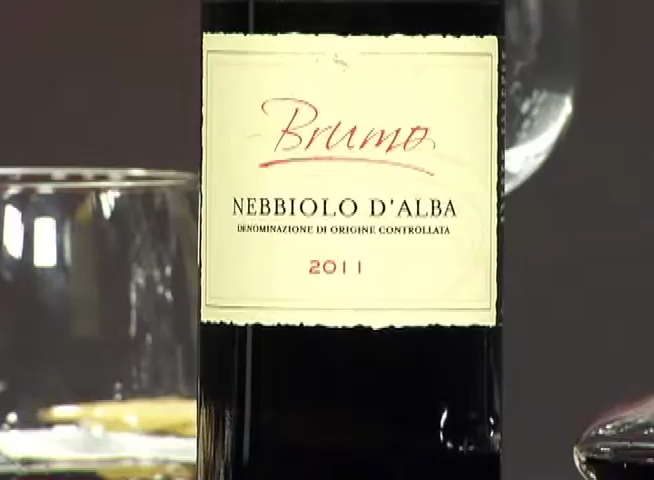 Brumo
NEBBIOLO D'ALBA
DENOMINAZIONE DI ORIGINE CONTROLLATA
2011